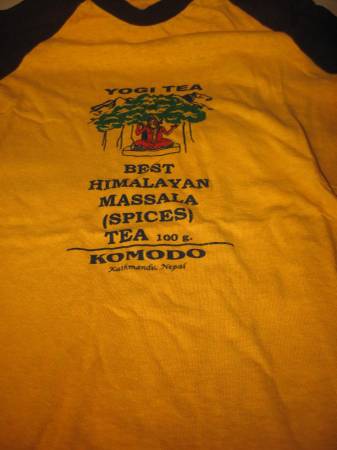 YOGI TEA
BEST
HIMALAYAN
MASSALA
(SPICES)
TEA 100 g.
KOMODO
Kathmandu, Nepal